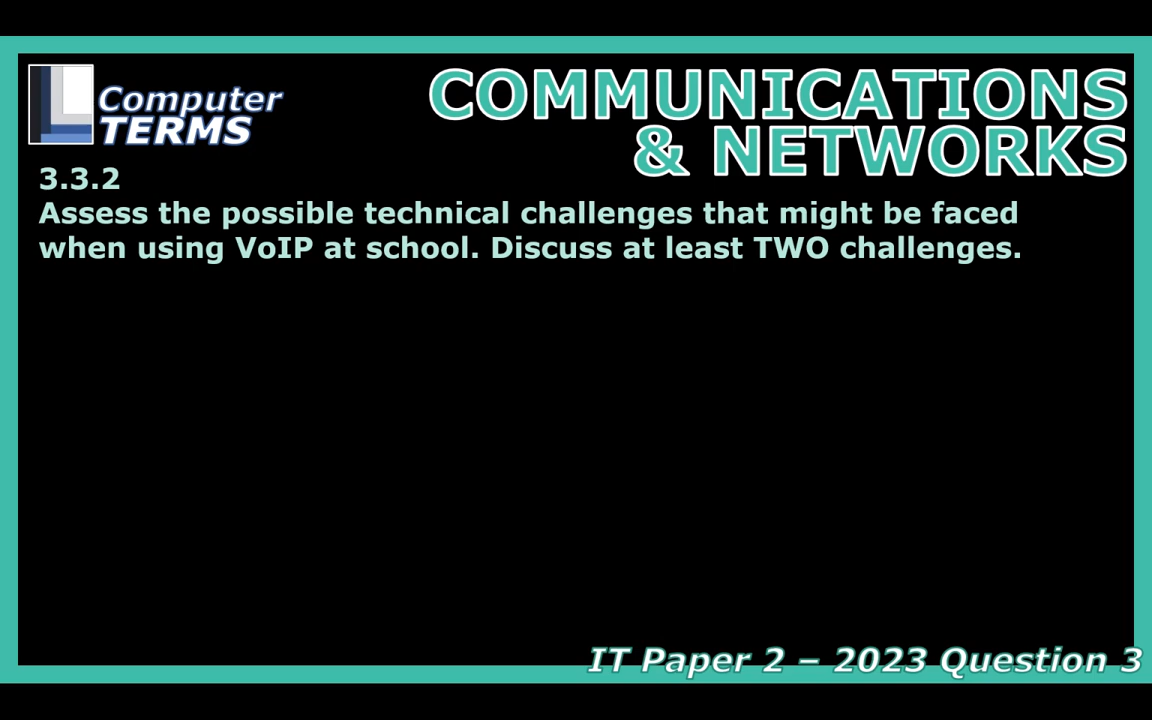 Computer
TERMS
COMMUNICATIONS
& NETWORKS
3.3.2
Assess the possible technical challenges that might be faced
when using VoIP at school. Discuss at least TWO challenges.
IT Paper 2 – 2023 Question 3